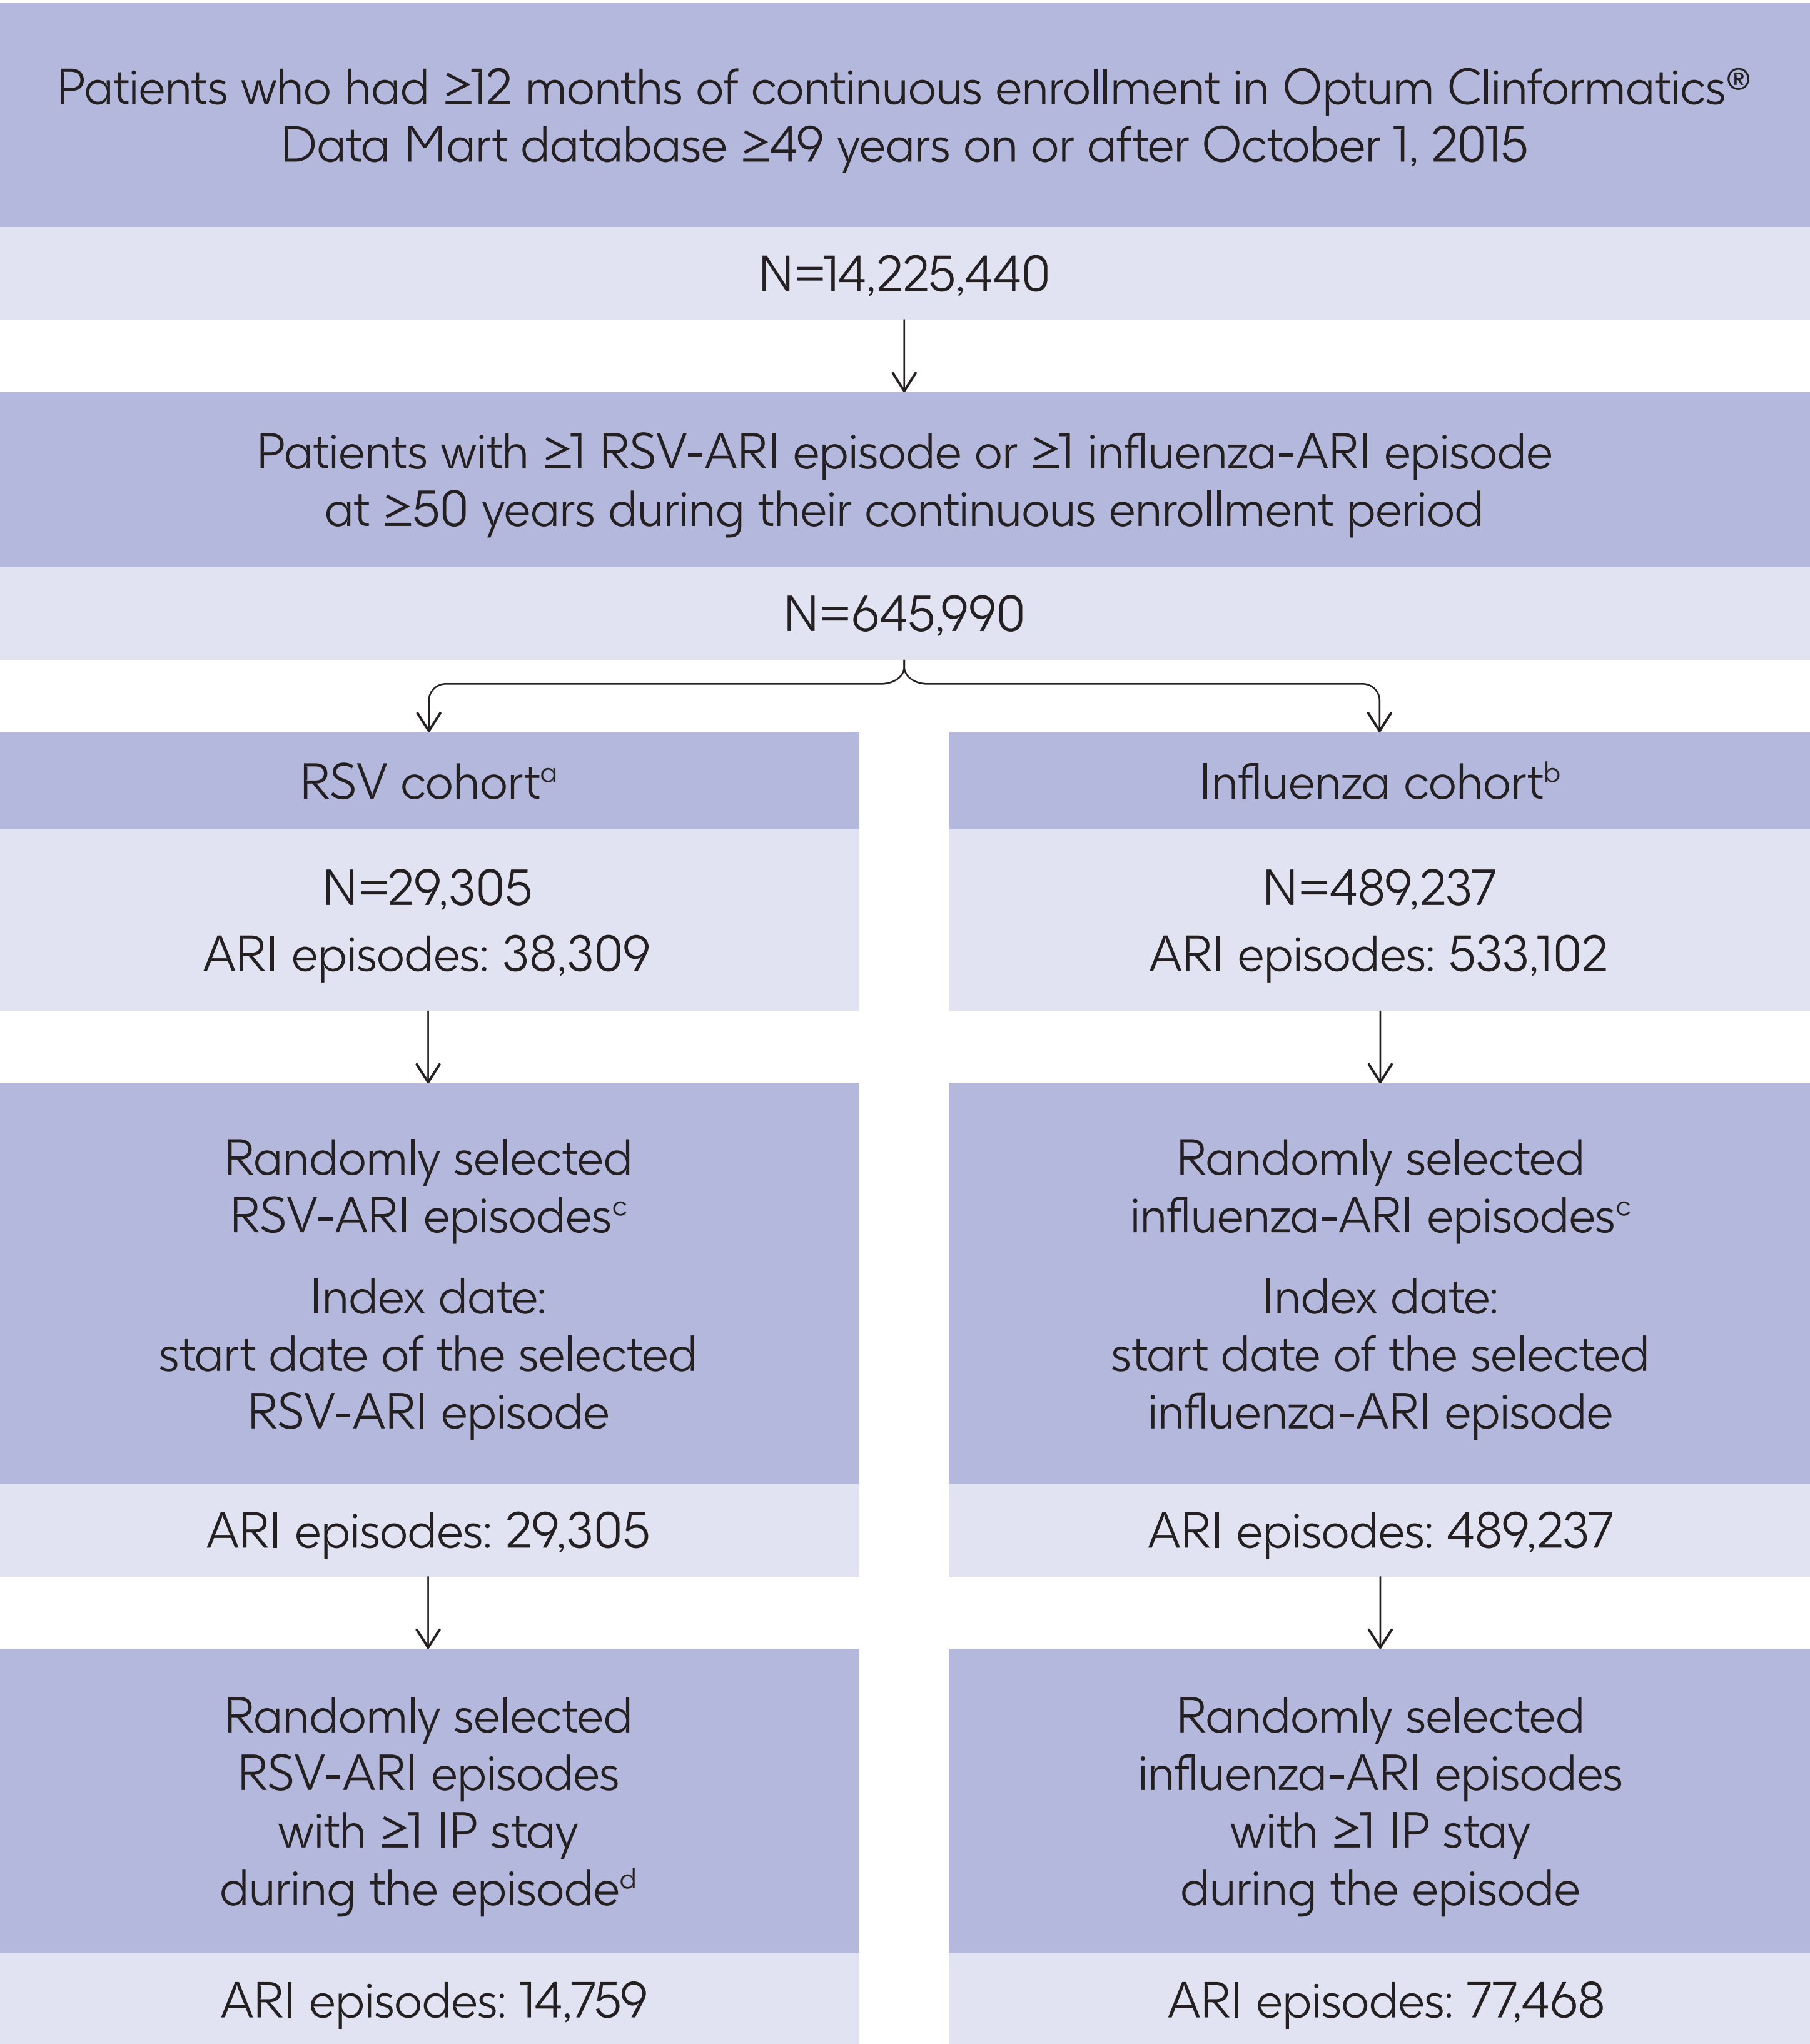 Patients who had ≥12 months of continuous enrollment in Optum Clinformatics®
Data Mart database ≥49 years on or after October 1, 2015
N=14,225,440
Patients with ≥1 RSV-ARI episode or ≥1 influenza-ARI episode
at ≥50 years during their continuous enrollment period
N=645,990
RSV cohortᵃ
N=29,305
ARI episodes: 38,309
Randomly selected
RSV-ARI episodesᶜ
Index date:
start date of the selected
RSV-ARI episode
ARI episodes: 29,305
Randomly selected
RSV-ARI episodes
with ≥1 IP stay
during the episodeᵈ
ARI episodes: 14,759
Influenza cohortᵇ
N=489,237
ARI episodes: 533,102
Randomly selected
influenza-ARI episodesᶜ
Index date:
start date of the selected
influenza-ARI episode
ARI episodes: 489,237
Randomly selected
influenza-ARI episodes
with ≥1 IP stay
during the episode
ARI episodes: 77,468